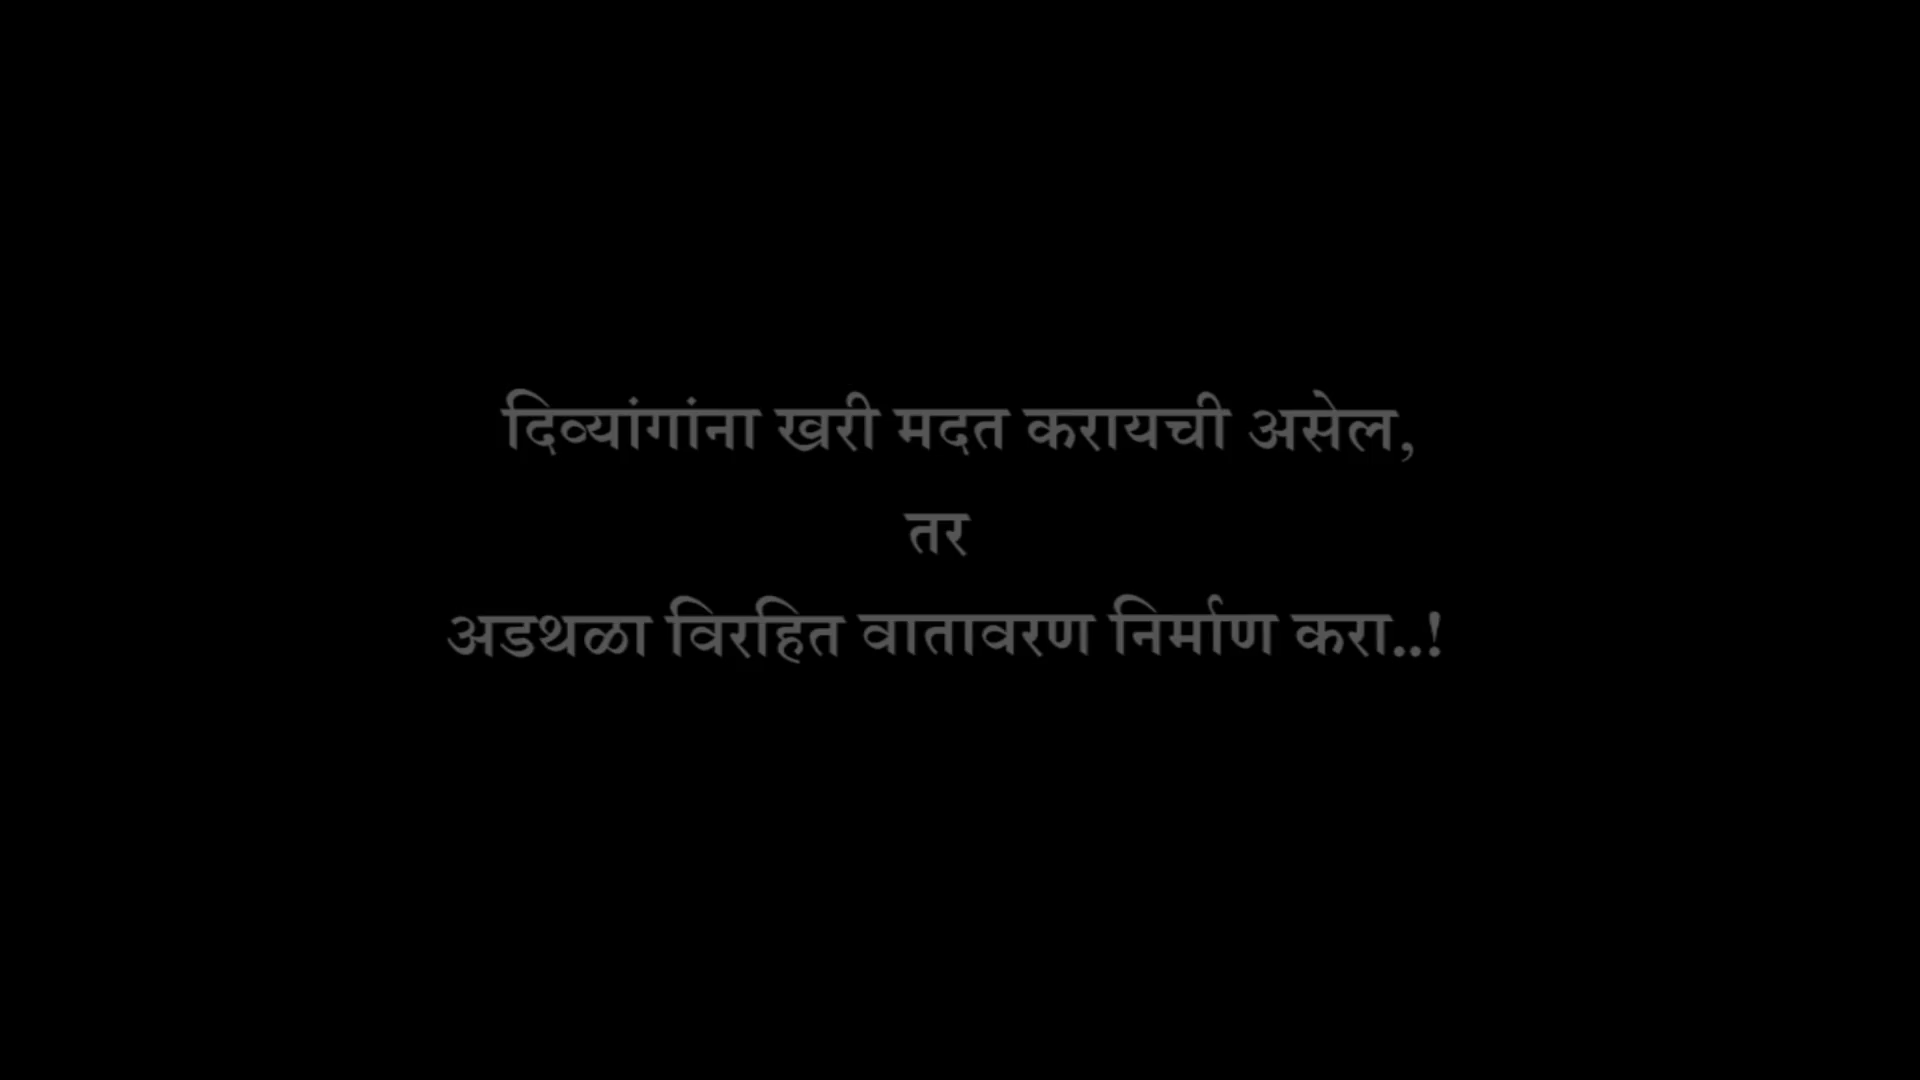 दिव्यांगांना खरी मदत करायची असेल,
तर
अडथळा विरहित वातावरण निर्माण करा..!